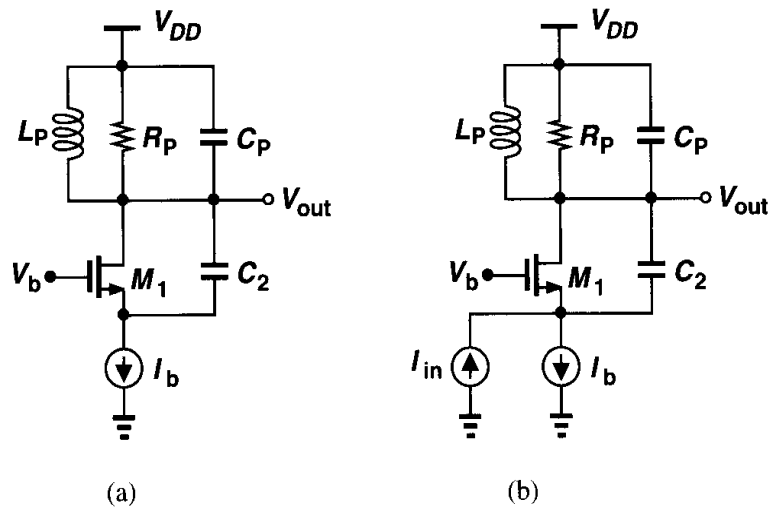 V_DD
L_P
R_P
C_P
V_out
V_b
M_1
C_2
I_b
(a)
V_DD
L_P
R_P
C_P
V_out
V_b
M_1
C_2
I_in
I_b
(b)